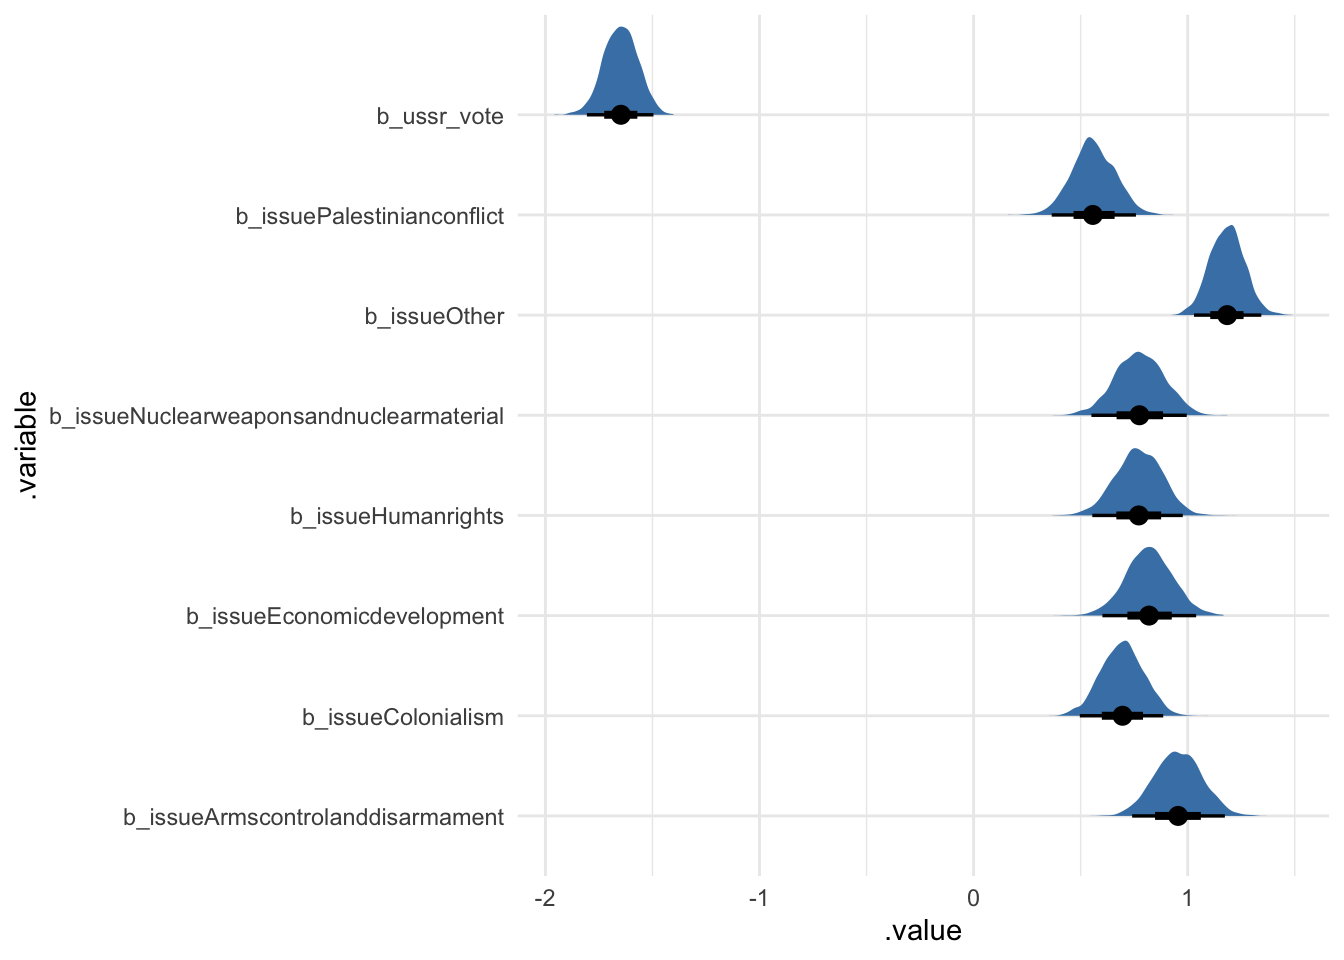 b_ussr_vote
b_issuePalestinianconflict
b_issueOther
b_issueNuclearweaponsandnuclearmaterial
b_issueHumanrights
b_issueEconomicdevelopment
b_issueColonialism
b_issueArmscontrolanddisarmament
.variable
-2 -1 0 1
.value